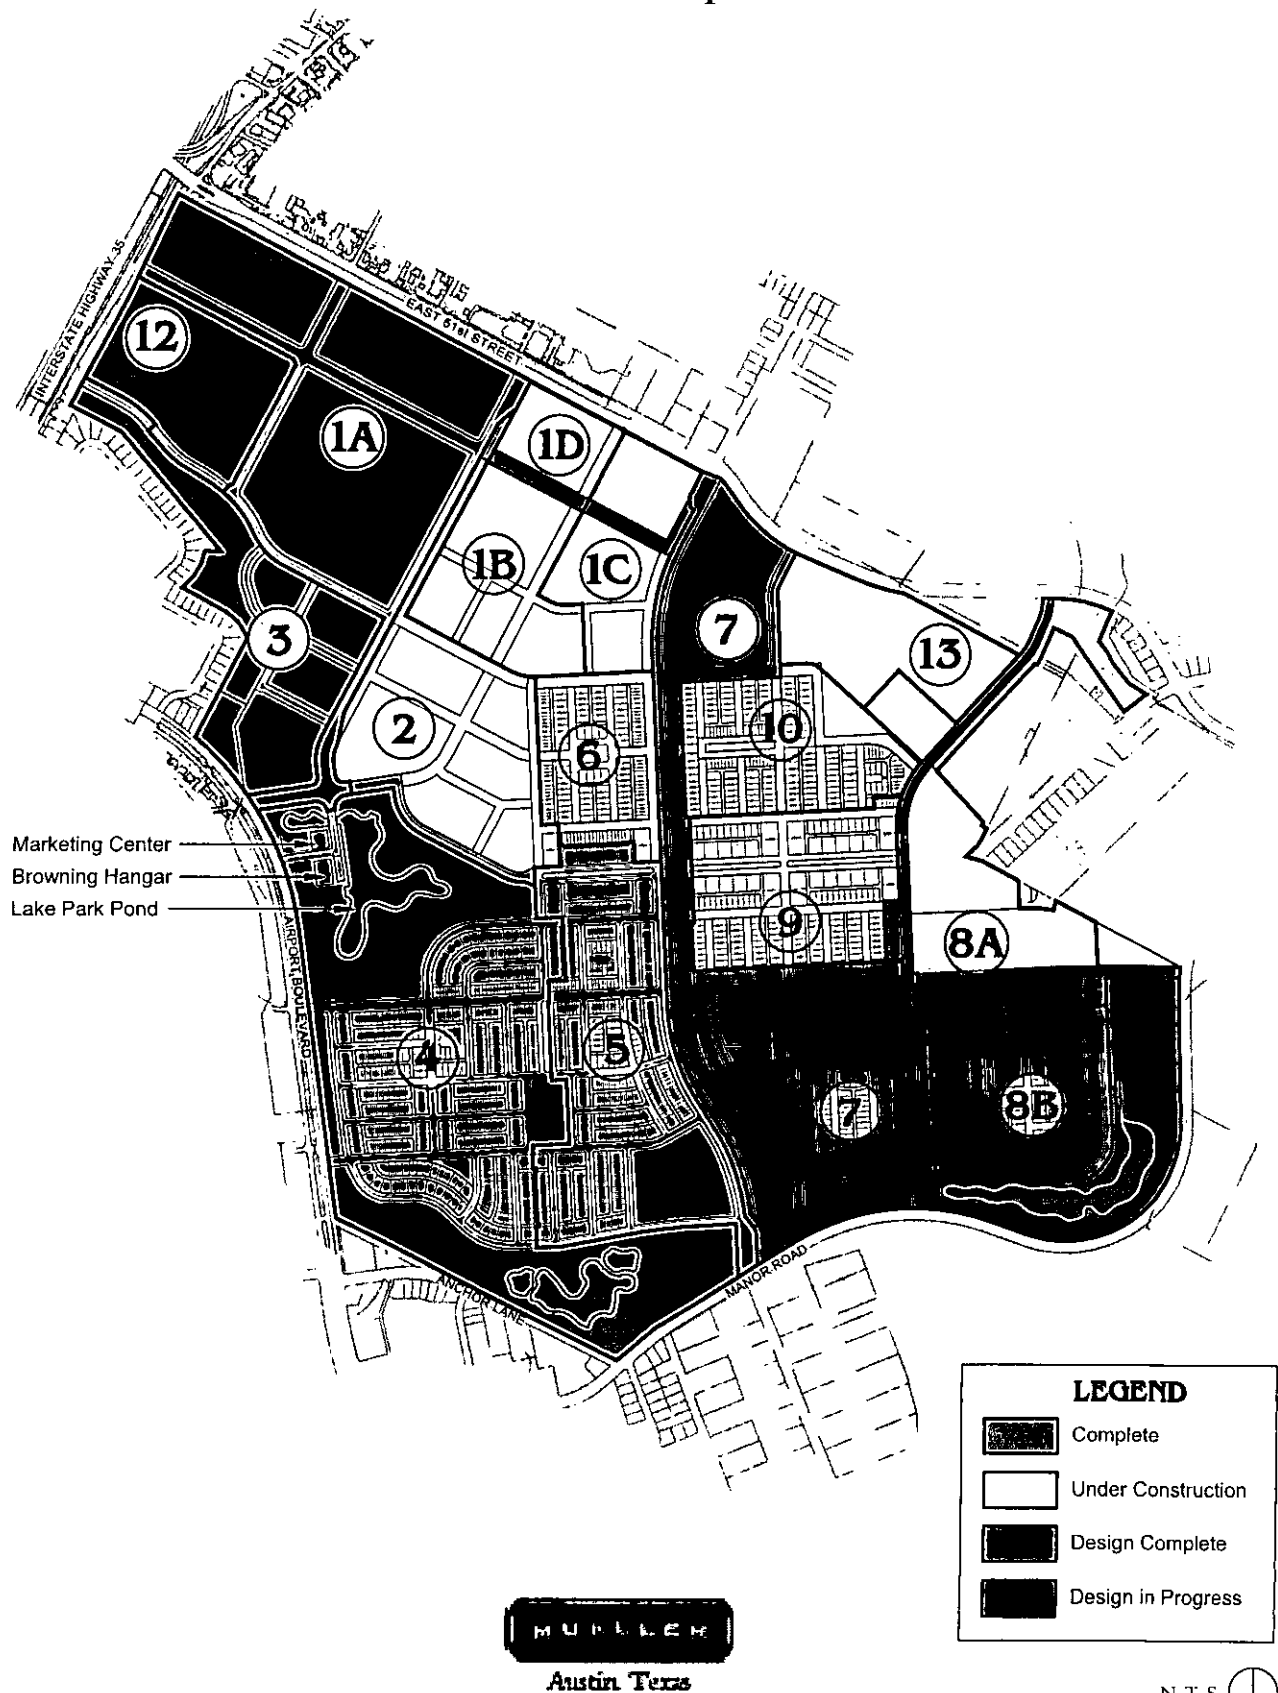 INTERSTATE HIGHWAY 35
EAST 51st STREET
12
1A
1D
1B
1C
7
13
3
2
6
10
Marketing Center
Browning Hangar
Lake Park Pond
AIRPORT BOULEVARD
9
8A
4
5
7
8B
ANCHOR LANE
MANOR ROAD
LEGEND
Complete
Under Construction
Design Complete
Design in Progress
MUELLER
Austin Texas
N.T.S.